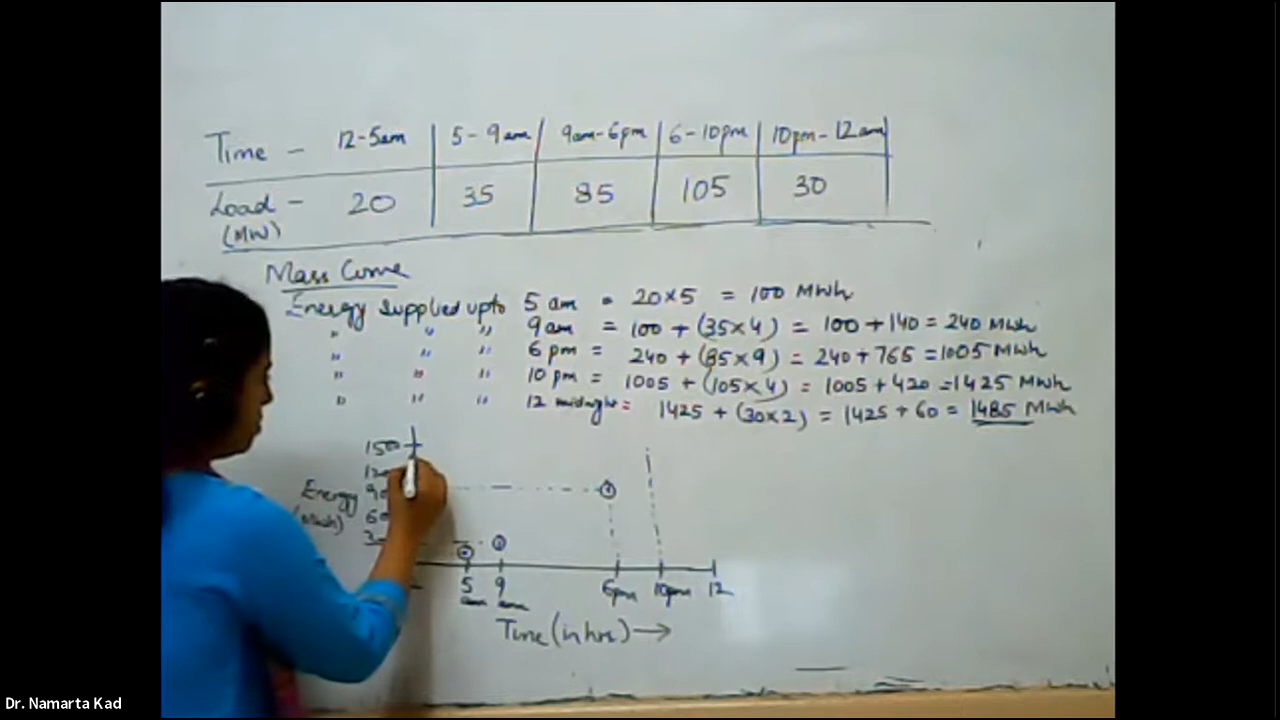 Time – 12-5am 5-9am 9am-6pm 6-10pm 10pm-12am
Load – 20 35 85 105 30
(MW)
Mass Curve
Energy supplied upto 5 am = 20×5 = 100 MWh
" " " 9am = 100 + (35×4) = 100 + 140 = 240 MWh
" " " 6 pm = 240 + (85×9) = 240 + 765 = 1005 MWh
" " " 10 pm = 1005 + (105×4) = 1005 + 420 = 1425 MWh
" " " 12 midnight = 1425 + (30×2) = 1425 + 60 = 1485 MWh
1500
Energy
(MWh)
5 9 6pm 10pm 12
am am
Time (in hrs) →
Dr. Namarta Kad